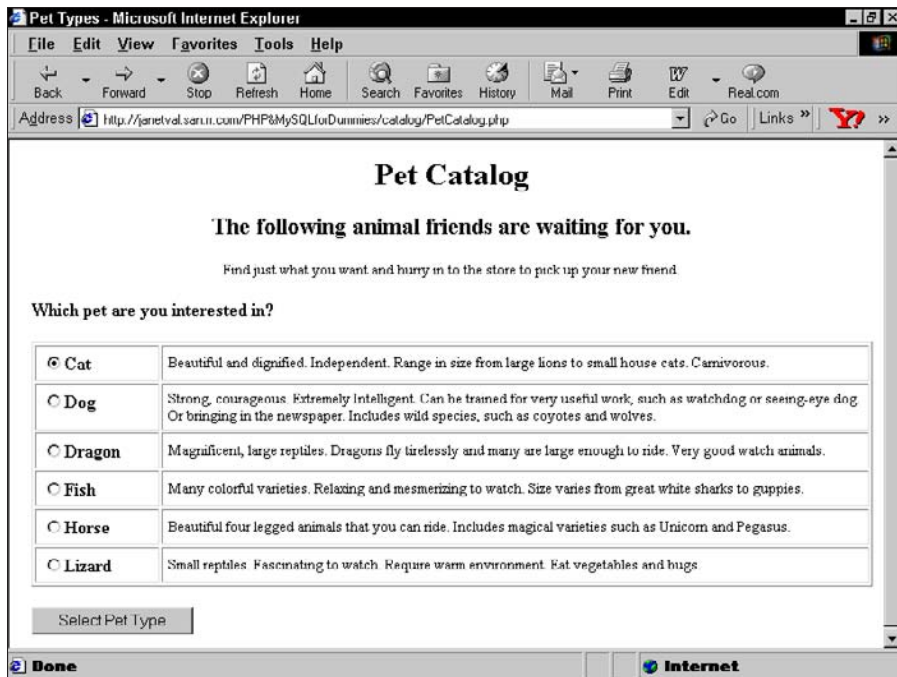 Pet Types - Microsoft Internet Explorer
File Edit View Favorites Tools Help
Back Forward Stop Refresh Home Search Favorites History Mail Print Edit Real.com
Address http://janetval.san.rr.com/PHP&MySQLforDummies/catalog/PetCatalog.php Go Links »
Pet Catalog
The following animal friends are waiting for you.
Find just what you want and hurry in to the store to pick up your new friend
Which pet are you interested in?
Cat Beautiful and dignified. Independent. Range in size from large lions to small house cats. Carnivorous.
Dog Strong, courageous. Extremely Intelligent. Can be trained for very useful work, such as watchdog or seeing-eye dog.
Or bringing in the newspaper. Includes wild species, such as coyotes and wolves.
Dragon Magnificent, large reptiles. Dragons fly tirelessly and many are large enough to ride. Very good watch animals.
Fish Many colorful varieties. Relaxing and mesmerizing to watch. Size varies from great white sharks to guppies.
Horse Beautiful four legged animals that you can ride. Includes magical varieties such as Unicorn and Pegasus.
Lizard Small reptiles. Fascinating to watch. Require warm environment. Eat vegetables and bugs
Select Pet Type
Done Internet